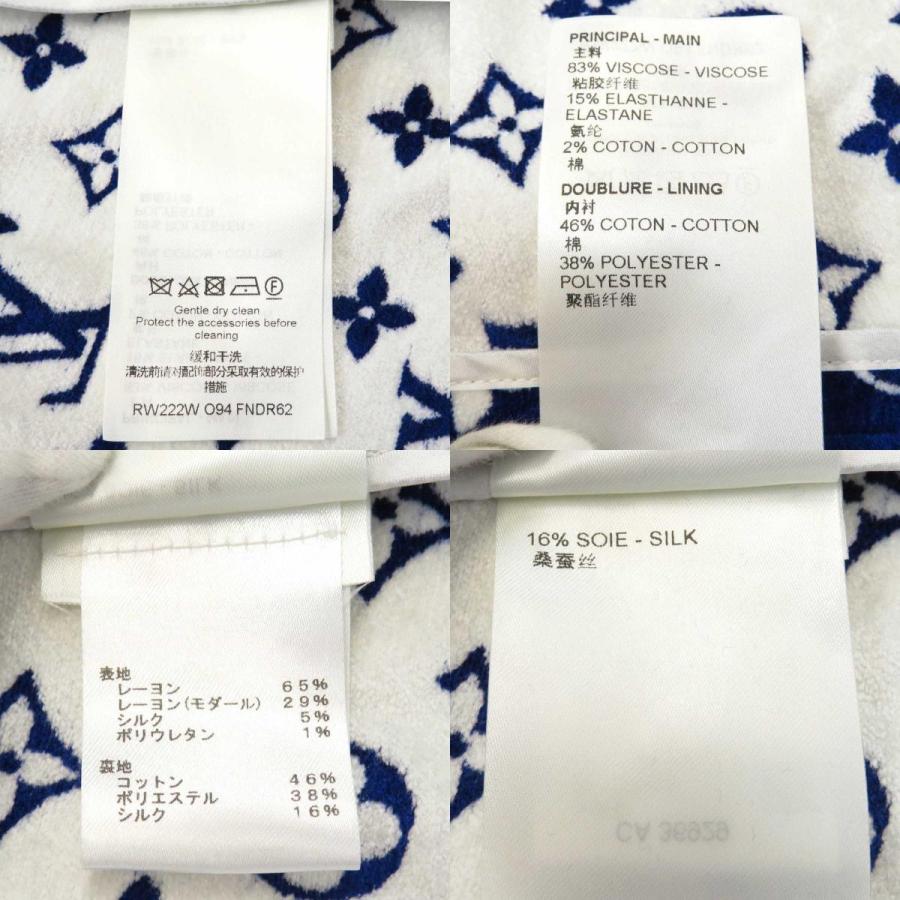 Gentle dry clean
Protect the accessories before
cleaning
缓和干洗
清洗前请对配饰部分采取有效的保护
措施
RW222W O94 FNDR62
PRINCIPAL - MAIN
主料
83% VISCOSE - VISCOSE
粘胶纤维
15% ELASTHANNE -
ELASTANE
氨纶
2% COTON - COTTON
棉
DOUBLURE - LINING
内衬
46% COTON - COTTON
棉
38% POLYESTER -
POLYESTER
聚酯纤维
表地
レーヨン 65%
レーヨン(モダール) 29%
シルク 5%
ポリウレタン 1%
裏地
コットン 46%
ポリエステル 38%
シルク 16%
16% SOIE - SILK
桑蚕丝
CA 36929